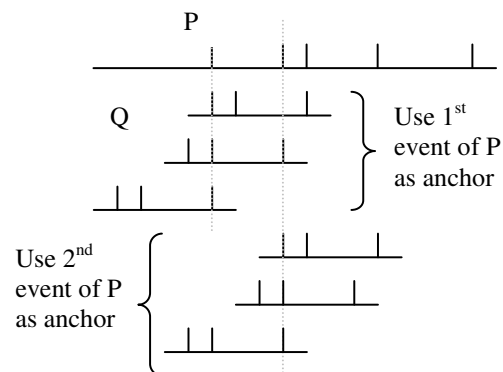 P
Q
Use 1st
event of P
as anchor
Use 2nd
event of P
as anchor